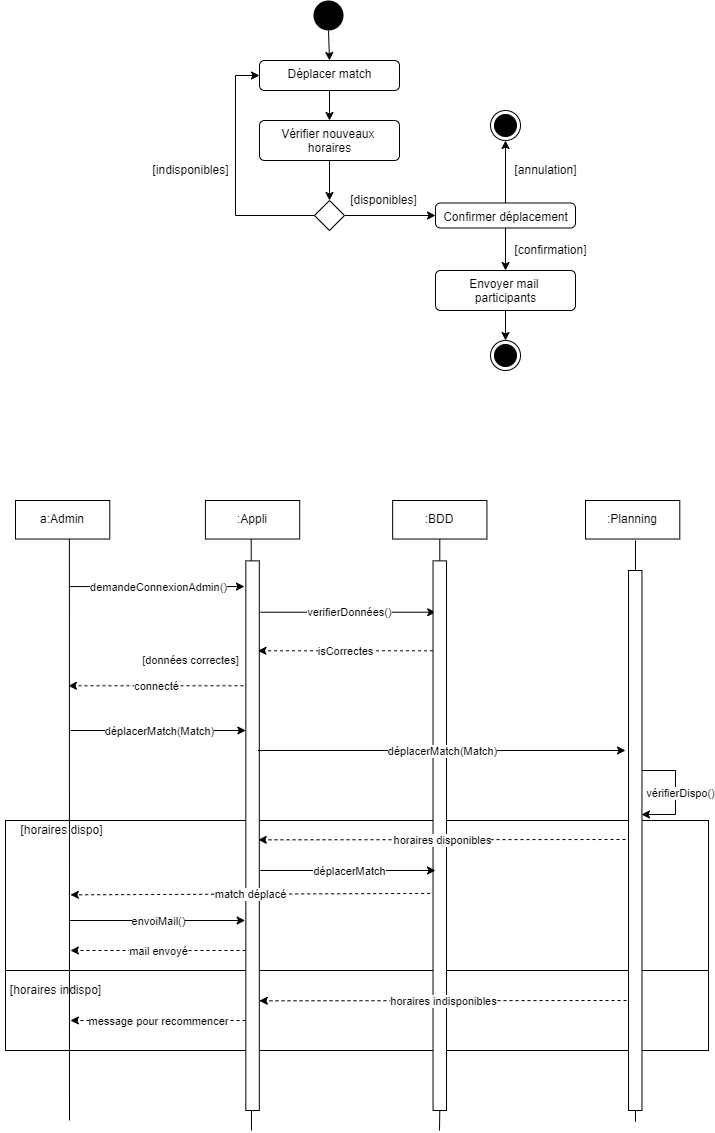 Déplacer match
Vérifier nouveaux
horaires
[indisponibles]
[disponibles]
[annulation]
Confirmer déplacement
[confirmation]
Envoyer mail
participants
a:Admin
:Appli
:BDD
:Planning
demandeConnexionAdmin()
verifierDonnées()
isCorrectes
[données correctes]
connecté
déplacerMatch(Match)
déplacerMatch(Match)
vérifierDispo()
[horaires dispo]
horaires disponibles
déplacerMatch
match déplacé
envoiMail()
mail envoyé
[horaires indispo]
horaires indisponibles
message pour recommencer